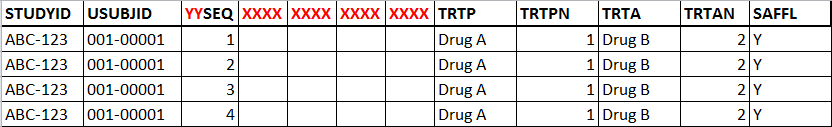 STUDYID USUBJID YYSEQ XXXX XXXX XXXX XXXX TRTP TRTPN TRTA TRTAN SAFFL
ABC-123 001-00001 1 Drug A 1 Drug B 2 Y
ABC-123 001-00001 2 Drug A 1 Drug B 2 Y
ABC-123 001-00001 3 Drug A 1 Drug B 2 Y
ABC-123 001-00001 4 Drug A 1 Drug B 2 Y